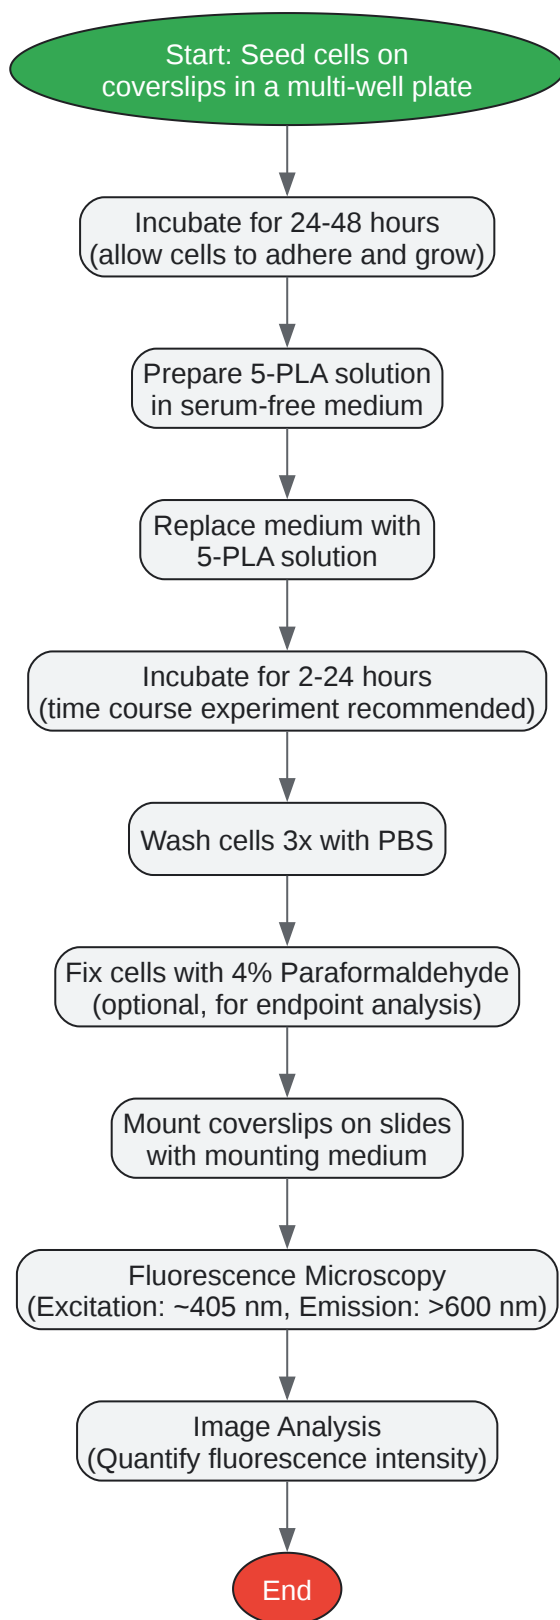 Start: Seed cells on
coverslips in a multi-well plate
Incubate for 24-48 hours
(allow cells to adhere and grow)
Prepare 5-PLA solution
in serum-free medium
Replace medium with
5-PLA solution
Incubate for 2-24 hours
(time course experiment recommended)
Wash cells 3x with PBS
Fix cells with 4% Paraformaldehyde
(optional, for endpoint analysis)
Mount coverslips on slides
with mounting medium
Fluorescence Microscopy
(Excitation: ~405 nm, Emission: >600 nm)
Image Analysis
(Quantify fluorescence intensity)
End